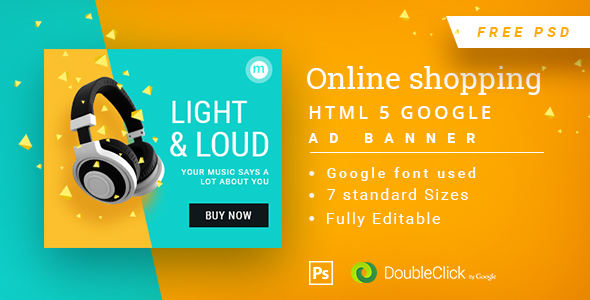 FREE PSD
m
LIGHT
& LOUD
YOUR MUSIC SAYS A
LOT ABOUT YOU
BUY NOW
Online shopping
HTML 5 GOOGLE
AD BANNER
• Google font used
• 7 standard Sizes
• Fully Editable
Ps
DoubleClick by Google